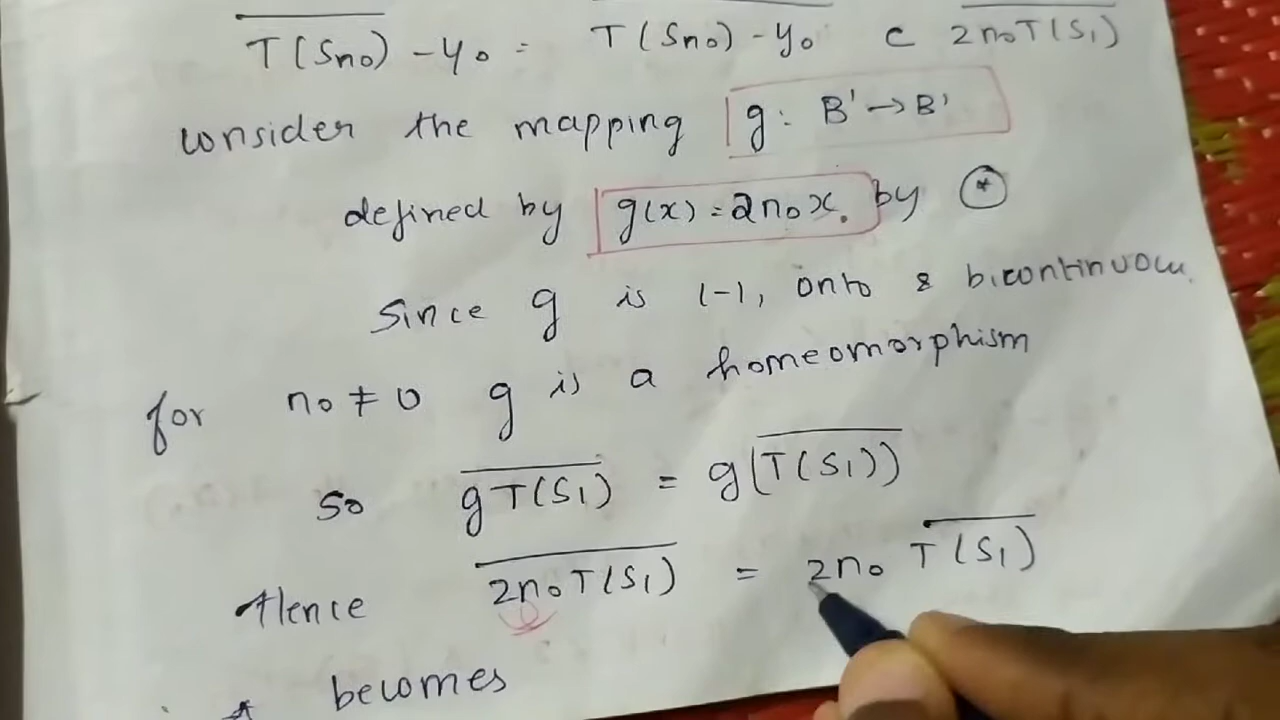 T(Sn₀) - y₀ = T(Sn₀) - y₀ ⊂ 2n₀T(S₁)
consider the mapping g: B' → B'
defined by g(x) = 2n₀x. by (*)
Since g is 1-1, onto & bicontinuou
for n₀ ≠ 0 g is a homeomorphism
So gT(S₁) = g(T(S₁))
Hence 2n₀T(S₁) = 2n₀ T(S₁)
becomes